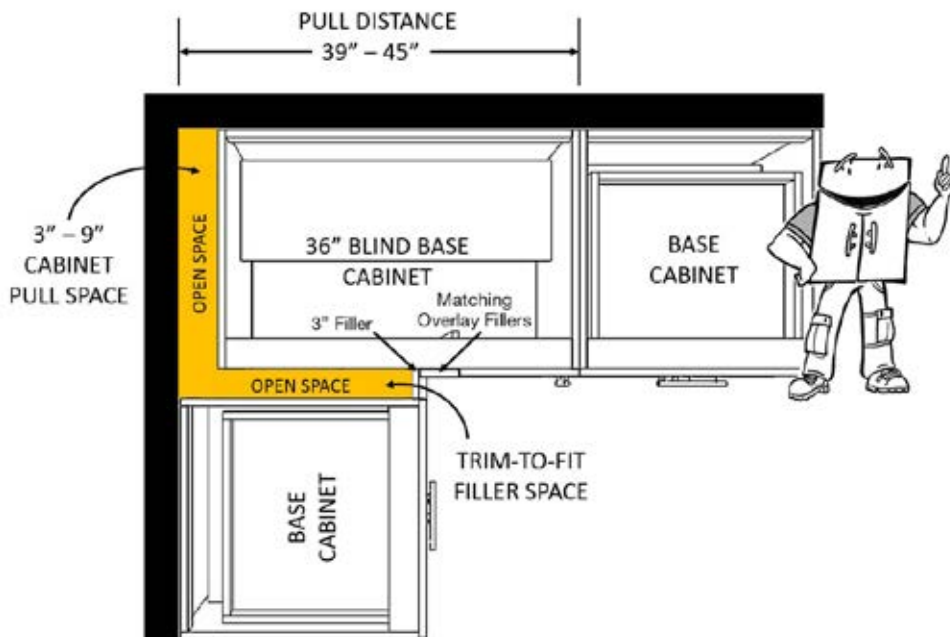 PULL DISTANCE
39” – 45”
3” – 9”
CABINET
PULL SPACE
OPEN SPACE
36” BLIND BASE
CABINET
3” Filler
Matching
Overlay Fillers
BASE
CABINET
OPEN SPACE
TRIM-TO-FIT
FILLER SPACE
BASE
CABINET